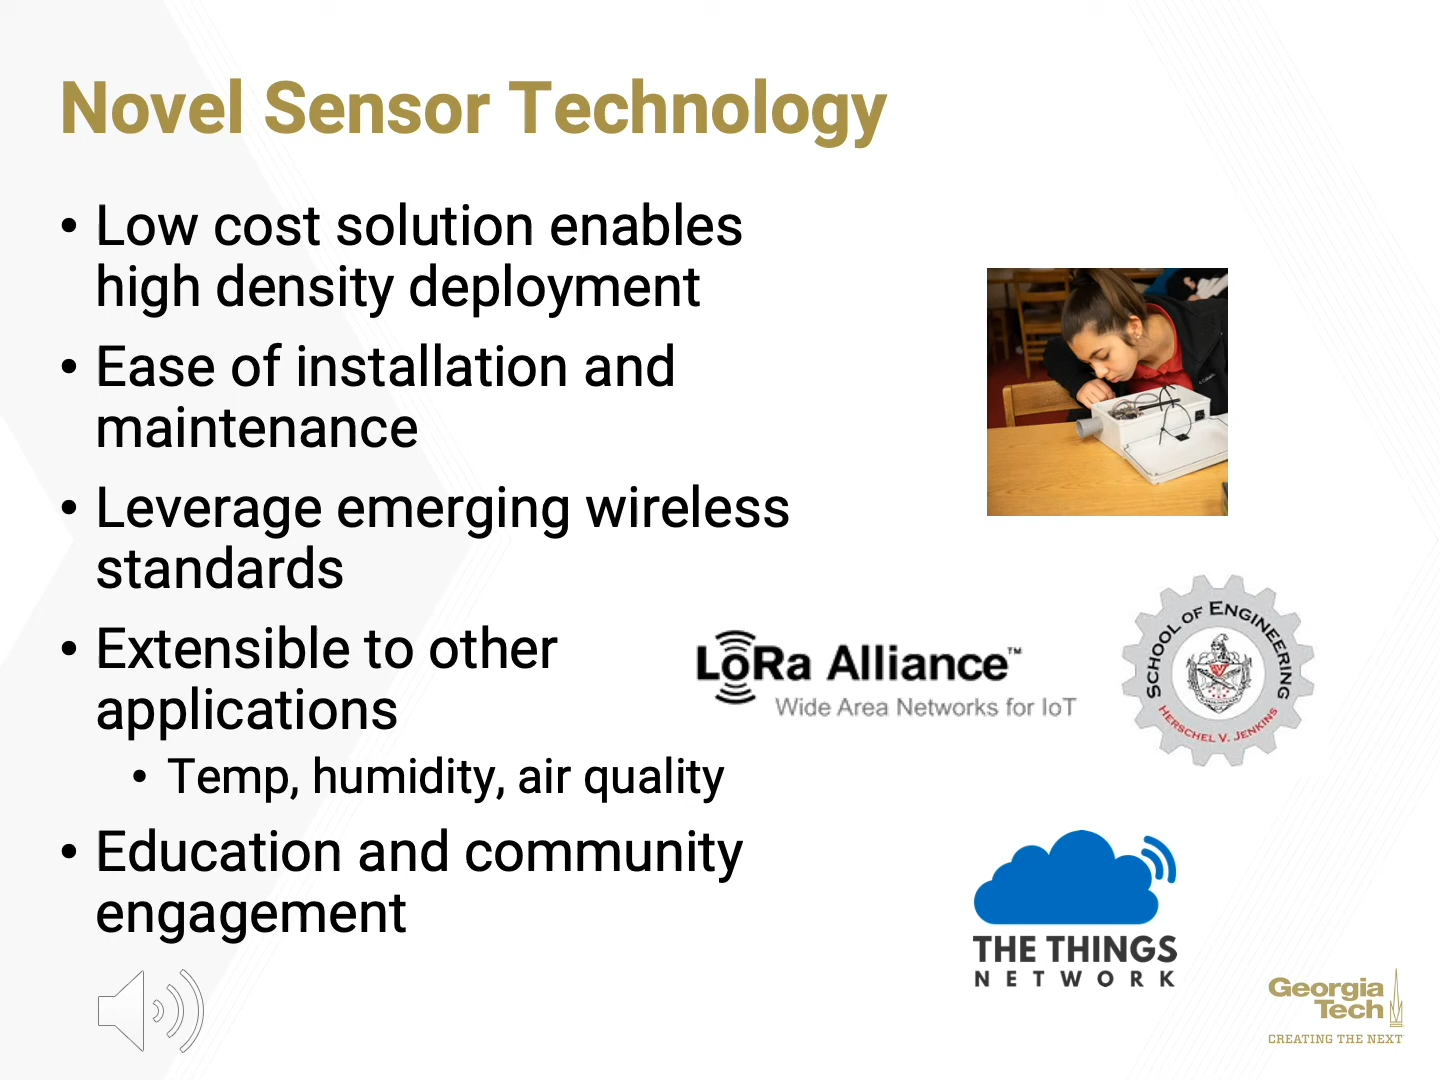 Novel Sensor Technology
• Low cost solution enables
high density deployment
• Ease of installation and
maintenance
• Leverage emerging wireless
standards
• Extensible to other
applications
• Temp, humidity, air quality
• Education and community
engagement
LoRa Alliance™
Wide Area Networks for IoT
SCHOOL OF ENGINEERING
HERSCHEL V. JENKINS
THE THINGS
NETWORK
Georgia
Tech
CREATING THE NEXT